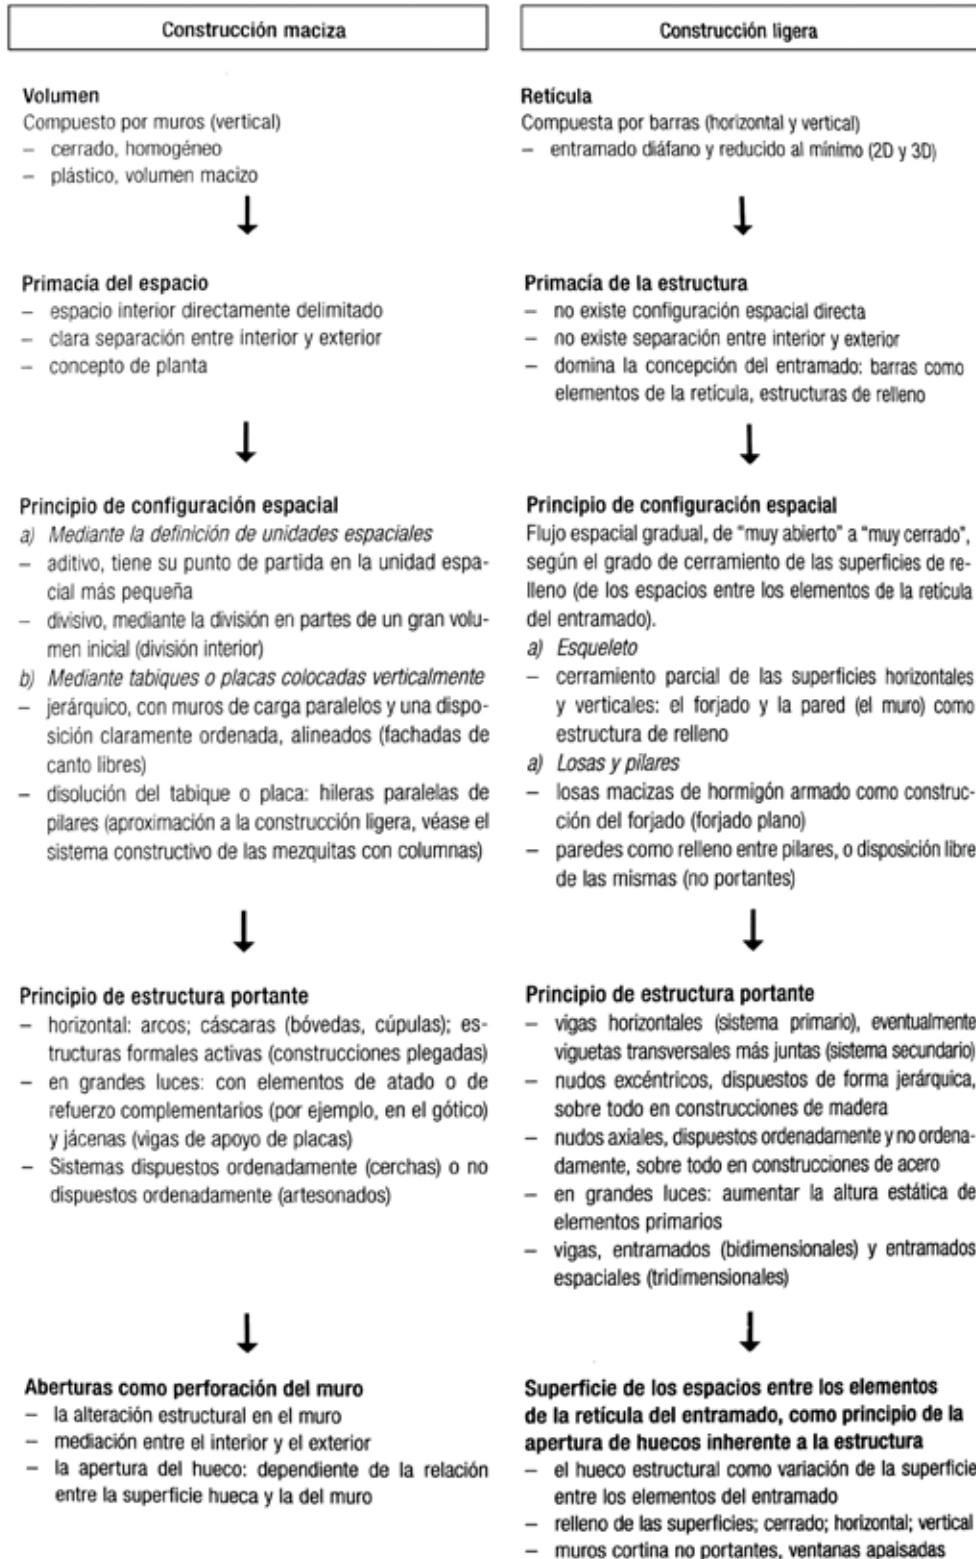 Construcción maciza
Volumen
Compuesto por muros (vertical)
– cerrado, homogéneo
– plástico, volumen macizo
Primacía del espacio
– espacio interior directamente delimitado
– clara separación entre interior y exterior
– concepto de planta
Principio de configuración espacial
a) Mediante la definición de unidades espaciales
– aditivo, tiene su punto de partida en la unidad espa-
cial más pequeña
– divisivo, mediante la división en partes de un gran volu-
men inicial (división interior)
b) Mediante tabiques o placas colocadas verticalmente
– jerárquico, con muros de carga paralelos y una dispo-
sición claramente ordenada, alineados (fachadas de
canto libres)
– disolución del tabique o placa: hileras paralelas de
pilares (aproximación a la construcción ligera, véase el
sistema constructivo de las mezquitas con columnas)
Principio de estructura portante
– horizontal: arcos; cáscaras (bóvedas, cúpulas); es-
tructuras formales activas (construcciones plegadas)
– en grandes luces: con elementos de atado o de
refuerzo complementarios (por ejemplo, en el gótico)
y jácenas (vigas de apoyo de placas)
– Sistemas dispuestos ordenadamente (cerchas) o no
dispuestos ordenadamente (artesonados)
Aberturas como perforación del muro
– la alteración estructural en el muro
– mediación entre el interior y el exterior
– la apertura del hueco: dependiente de la relación
entre la superficie hueca y la del muro
Construcción ligera
Retícula
Compuesta por barras (horizontal y vertical)
– entramado diáfano y reducido al mínimo (2D y 3D)
Primacía de la estructura
– no existe configuración espacial directa
– no existe separación entre interior y exterior
– domina la concepción del entramado: barras como
elementos de la retícula, estructuras de relleno
Principio de configuración espacial
Flujo espacial gradual, de "muy abierto" a "muy cerrado",
según el grado de cerramiento de las superficies de re-
lleno (de los espacios entre los elementos de la retícula
del entramado).
a) Esqueleto
– cerramiento parcial de las superficies horizontales
y verticales: el forjado y la pared (el muro) como
estructura de relleno
a) Losas y pilares
– losas macizas de hormigón armado como construc-
ción del forjado (forjado plano)
– paredes como relleno entre pilares, o disposición libre
de las mismas (no portantes)
Principio de estructura portante
– vigas horizontales (sistema primario), eventualmente
viguetas transversales más juntas (sistema secundario)
– nudos excéntricos, dispuestos de forma jerárquica,
sobre todo en construcciones de madera
– nudos axiales, dispuestos ordenadamente y no ordena-
damente, sobre todo en construcciones de acero
– en grandes luces: aumentar la altura estática de
elementos primarios
– vigas, entramados (bidimensionales) y entramados
espaciales (tridimensionales)
Superficie de los espacios entre los elementos
de la retícula del entramado, como principio de la
apertura de huecos inherente a la estructura
– el hueco estructural como variación de la superficie
entre los elementos del entramado
– relleno de las superficies; cerrado; horizontal; vertical
– muros cortina no portantes, ventanas apaisadas